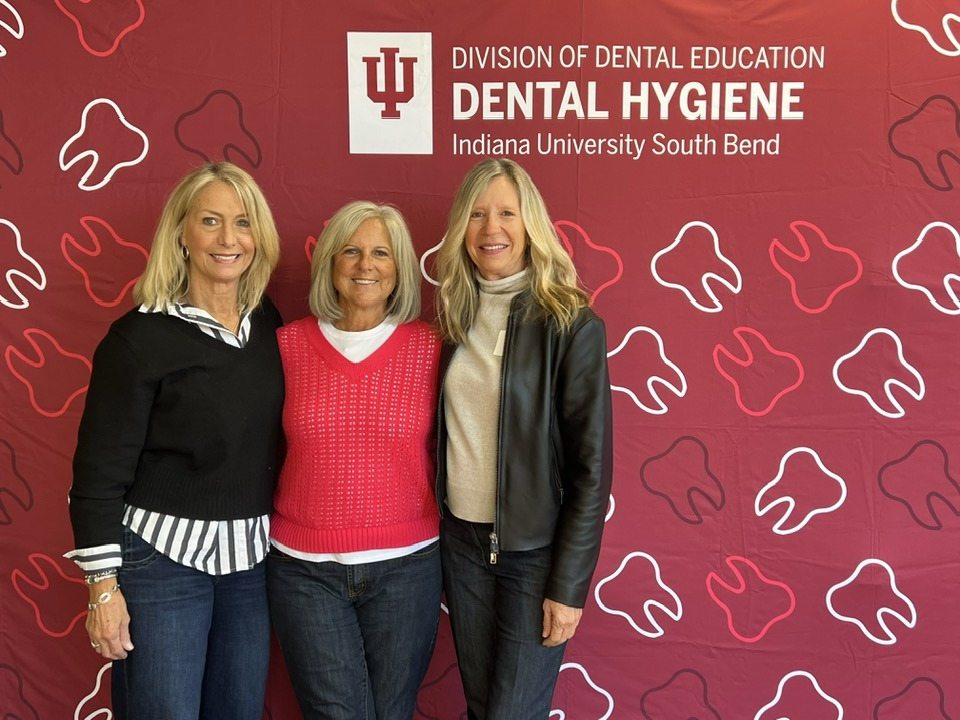 DIVISION OF DENTAL EDUCATION
DENTAL HYGIENE
Indiana University South Bend